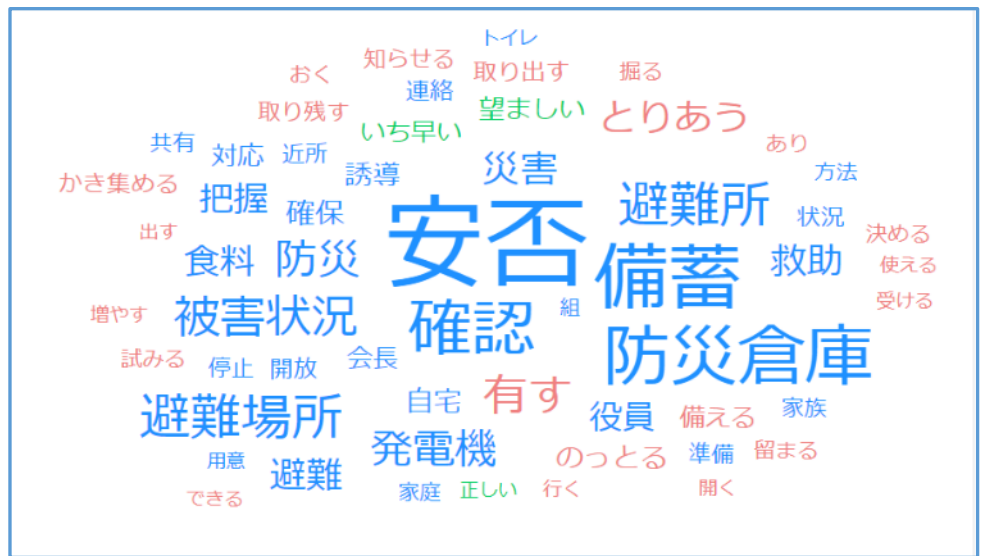 トイレ
知らせる
おく 取り出す 掘る
連絡
取り残す 望ましい とりあう
いち早い
共有 対応 近所 災害 あり
かき集める 誘導 方法
把握 確保 避難所 状況
出す 安否 決める
食料 防災 備蓄 救助 使える
増やす 被害状況 確認 組 受ける
試みる 停止 開放 会長 防災倉庫
避難場所 自宅 有す 役員 備える 家族
発電機 のっとる 準備 留まる
用意 避難
できる 家庭 正しい 行く 開く